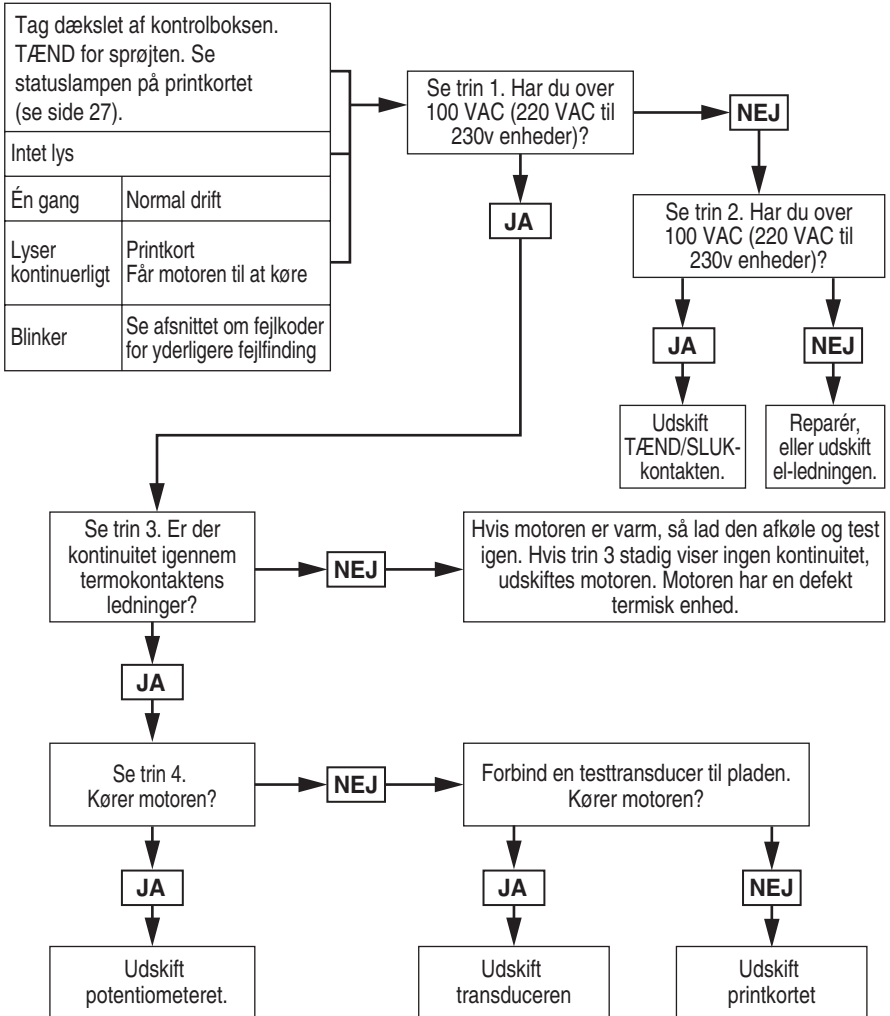 Tag dækslet af kontrolboksen.
TÆND for sprøjten. Se
statuslampen på printkortet
(se side 27).
Intet lys
Én gang
Normal drift
Lyser
kontinuerligt
Printkort
Får motoren til at køre
Blinker
Se afsnittet om fejlkoder
for yderligere fejlfinding
Se trin 1. Har du over
100 VAC (220 VAC til
230v enheder)?
NEJ
JA
Se trin 2. Har du over
100 VAC (220 VAC til
230v enheder)?
JA
NEJ
Udskift
TÆND/SLUK-
kontakten.
Reparér,
eller udskift
el-ledningen.
Se trin 3. Er der
kontinuitet igennem
termokontaktens
ledninger?
NEJ
Hvis motoren er varm, så lad den afkøle og test
igen. Hvis trin 3 stadig viser ingen kontinuitet,
udskiftes motoren. Motoren har en defekt
termisk enhed.
JA
Se trin 4.
Kører motoren?
NEJ
Forbind en testtransducer til pladen.
Kører motoren?
JA
JA
NEJ
Udskift
potentiometeret.
Udskift
transduceren
Udskift
printkortet